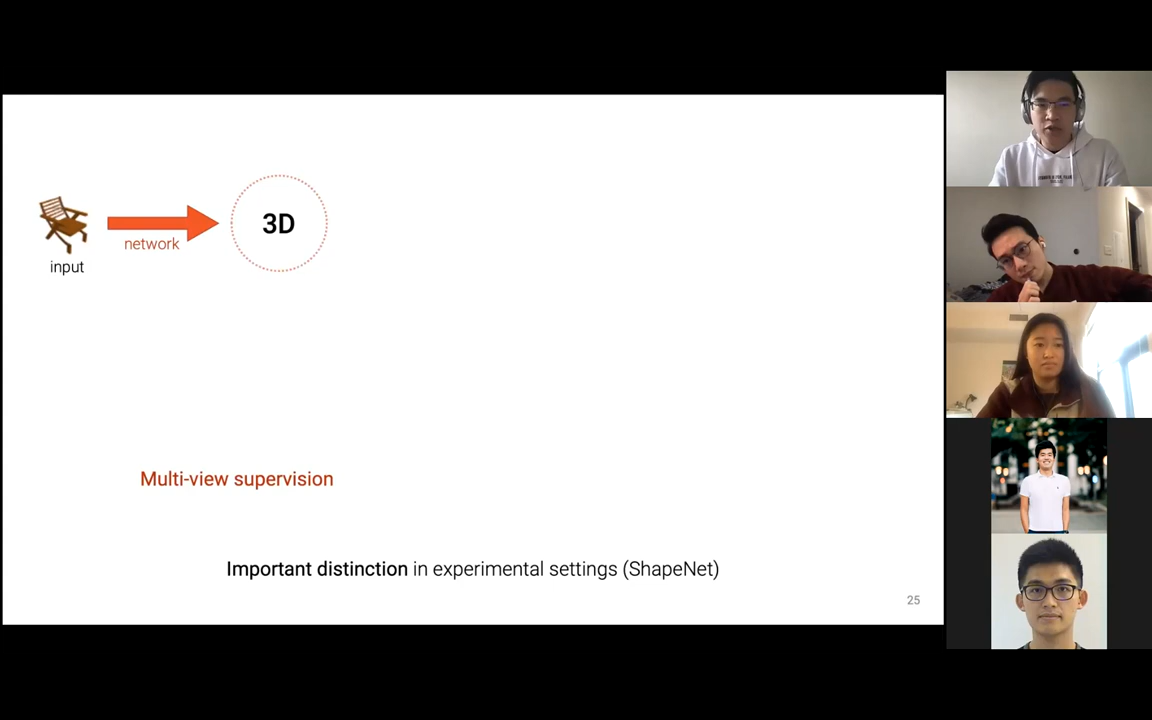 3D
network
input
Multi-view supervision
Important distinction in experimental settings (ShapeNet)
25